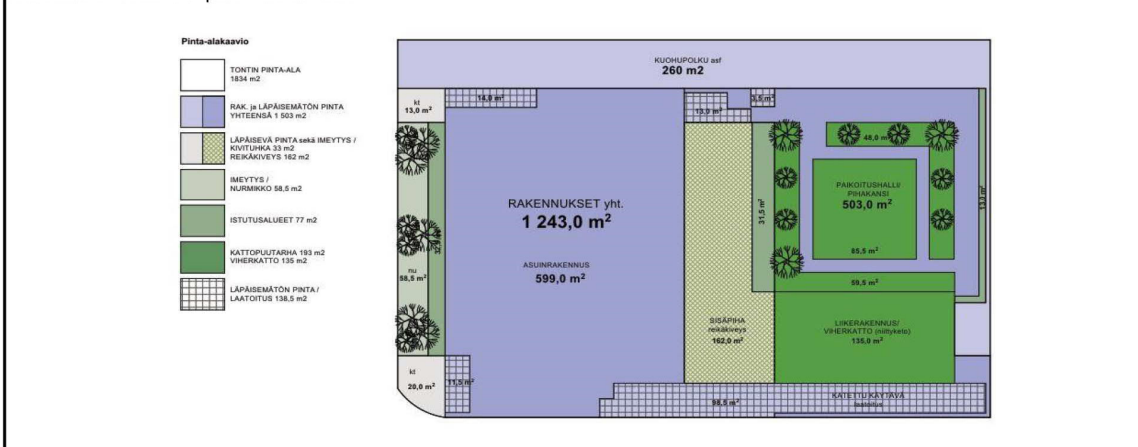 Pinta-alakaavio
TONTIN PINTA-ALA
1834 m2
RAK. ja LÄPÄISEMÄTÖN PINTA
YHTEENSÄ 1 503 m2
LÄPÄISEVÄ PINTA sekä IMEYTYS /
KIVITUHKA 33 m2
REIKÄKIVEYS 162 m2
IMEYTYS /
NURMIKKO 58,5 m2
ISTUTUSALUEET 77 m2
KATTOPUUTARHA 193 m2
VIHERKATTO 135 m2
LÄPÄISEMÄTÖN PINTA /
LAATOITUS 138,5 m2
KUOHUPOLKU asf
260 m2
kt
13,0 m²
14,0 m²
13,0 m²
3,5 m²
48,0 m²
RAKENNUKSET yht.
1 243,0 m²
ASUINRAKENNUS
599,0 m²
31,5 m²
PAIKOITUSHALLI/
PIHAKANSI
503,0 m²
85,5 m²
13,0 m²
nu
58,5 m²
59,5 m²
SISÄPIHA
reikäkiveys
162,0 m²
LIIKERAKENNUS/
VIHERKATTO (niittyketo)
135,0 m²
kt
20,0 m²
11,5 m²
98,5 m²
KATETTU KÄYTÄVÄ
laatoitus